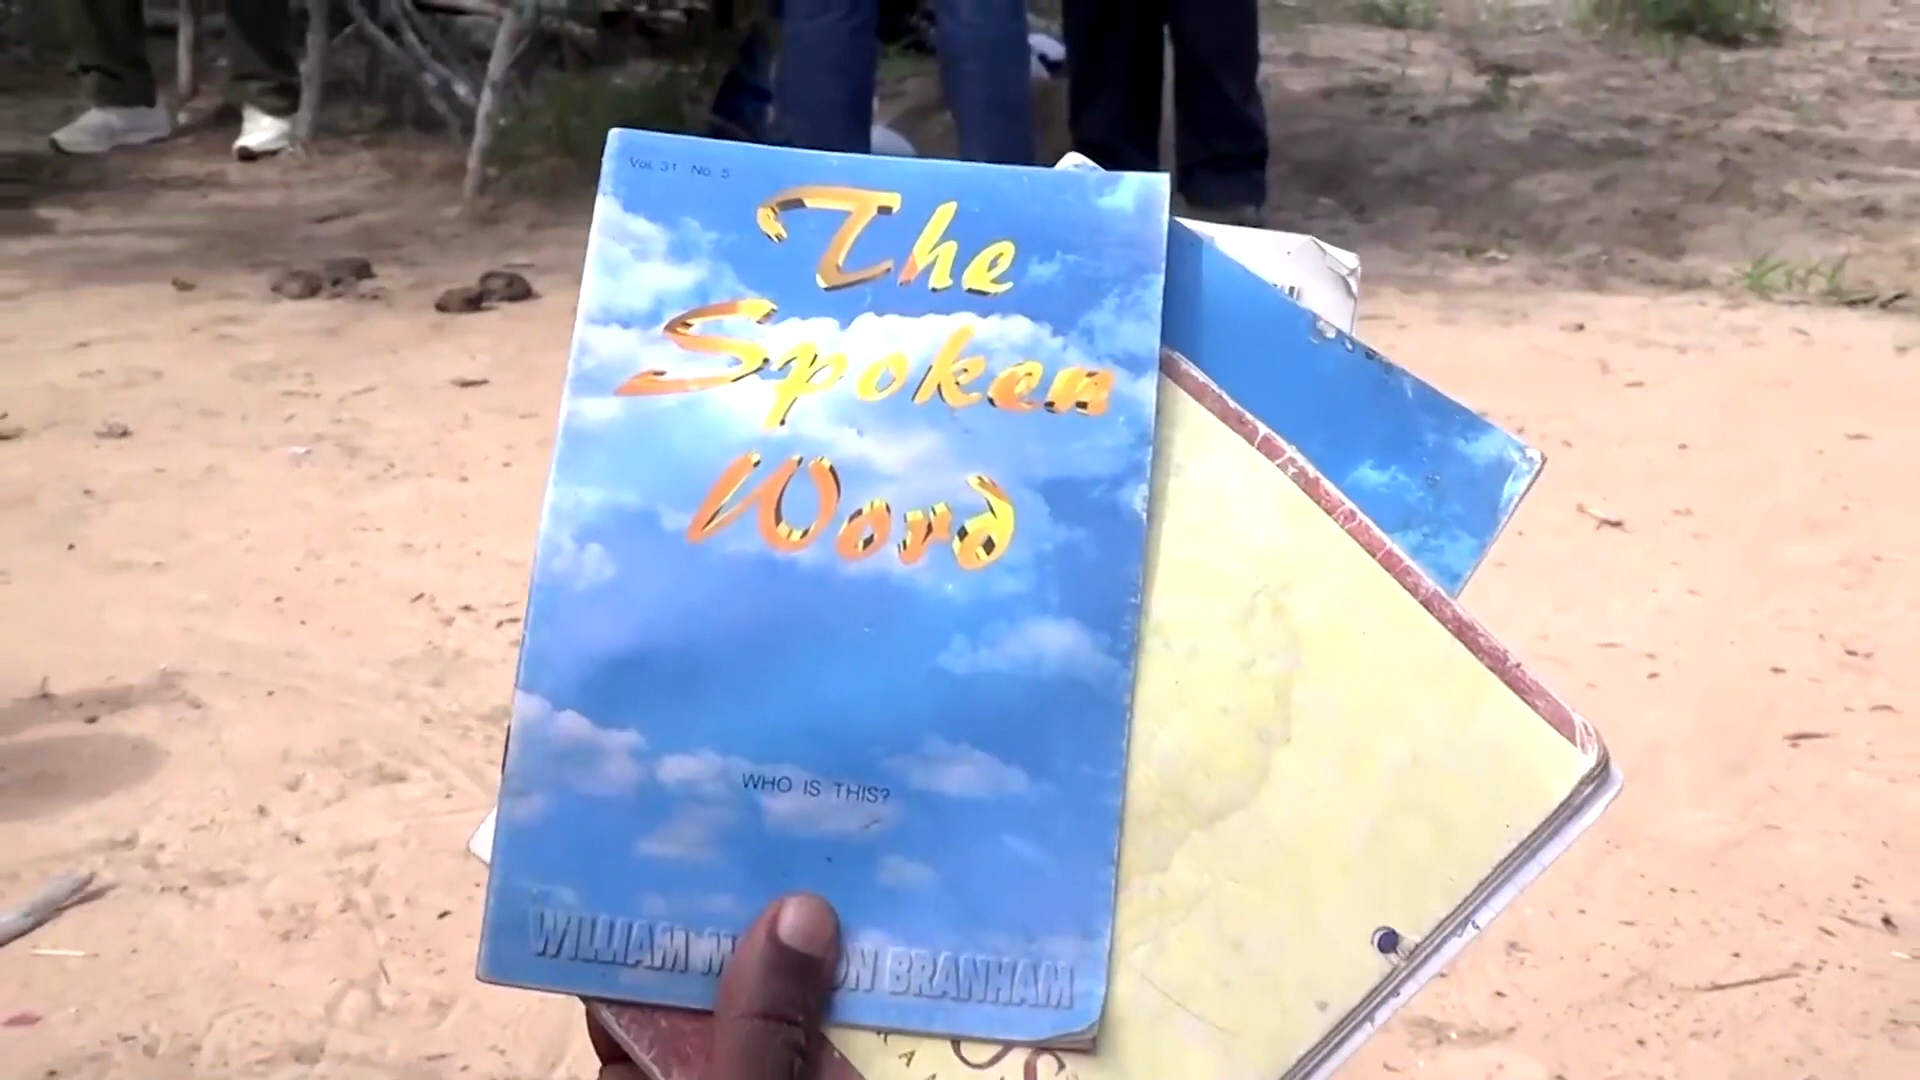 Vol. 31 No. 5
The
Spoken
Word
WHO IS THIS?
WILLIAM BRANHAM